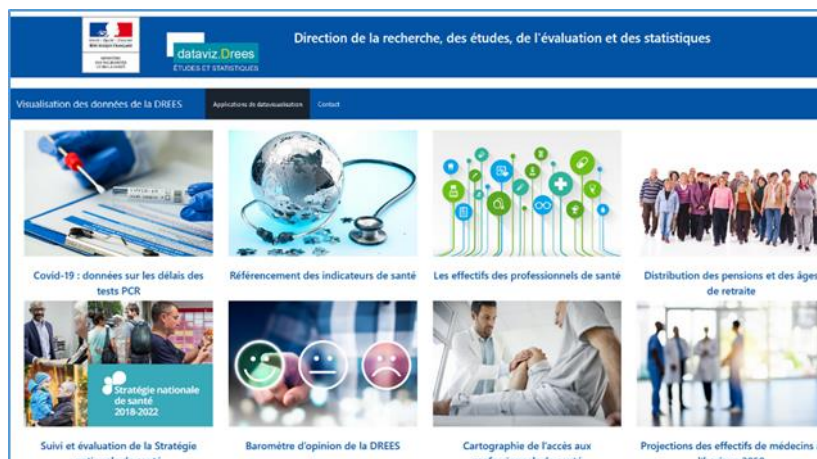 Direction de la recherche, des études, de l'évaluation et des statistiques
dataviz.Drees
ÉTUDES ET STATISTIQUES
Visualisation des données de la DREES
Applications de datavisualisation
Contact
Covid-19 : données sur les délais des
tests PCR
Référencement des indicateurs de santé
Les effectifs des professionnels de santé
Distribution des pensions et des âges
de retraite
Stratégie nationale
de santé
2018-2022
Suivi et évaluation de la Stratégie
Baromètre d'opinion de la DREES
Cartographie de l'accès aux
Projections des effectifs de médecins